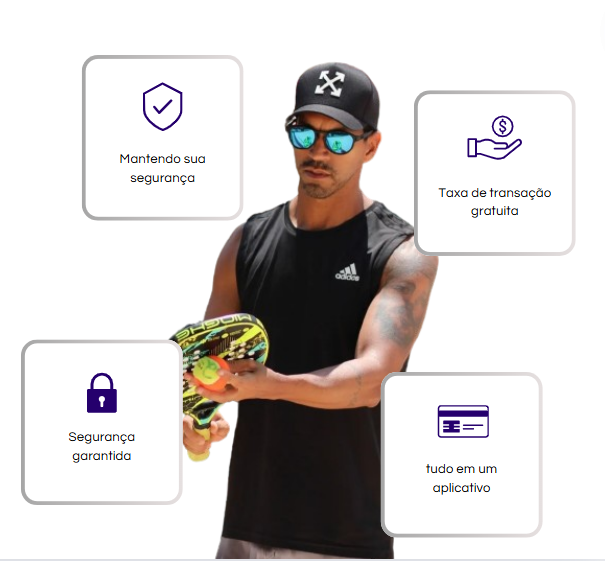 Mantendo sua
segurança
Taxa de transação
gratuita
adidas
Segurança
garantida
tudo em um
aplicativo